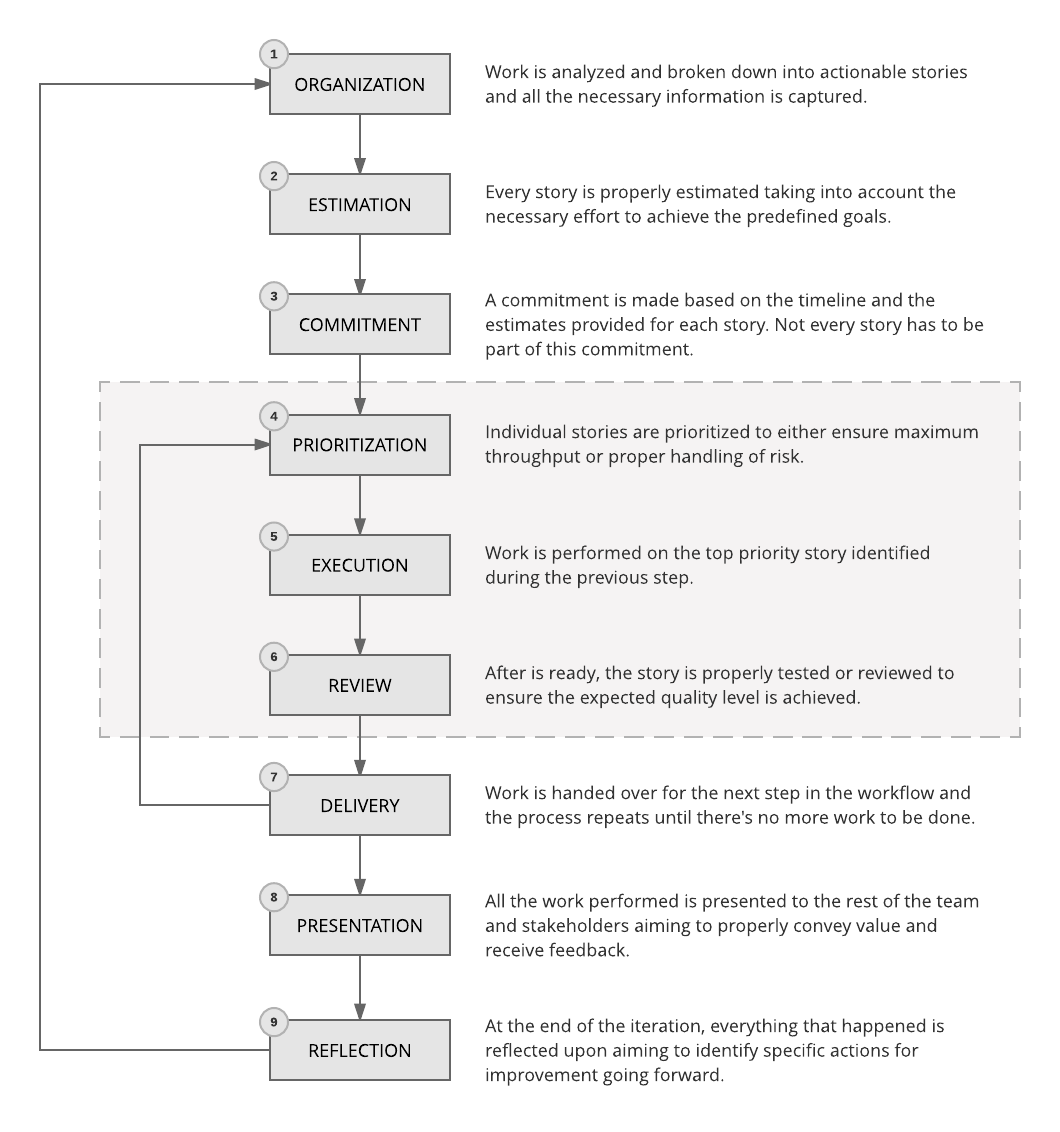 1
ORGANIZATION
Work is analyzed and broken down into actionable stories
and all the necessary information is captured.
2
ESTIMATION
Every story is properly estimated taking into account the
necessary effort to achieve the predefined goals.
3
COMMITMENT
A commitment is made based on the timeline and the
estimates provided for each story. Not every story has to be
part of this commitment.
4
PRIORITIZATION
Individual stories are prioritized to either ensure maximum
throughput or proper handling of risk.
5
EXECUTION
Work is performed on the top priority story identified
during the previous step.
6
REVIEW
After is ready, the story is properly tested or reviewed to
ensure the expected quality level is achieved.
7
DELIVERY
Work is handed over for the next step in the workflow and
the process repeats until there's no more work to be done.
8
PRESENTATION
All the work performed is presented to the rest of the team
and stakeholders aiming to properly convey value and
receive feedback.
9
REFLECTION
At the end of the iteration, everything that happened is
reflected upon aiming to identify specific actions for
improvement going forward.